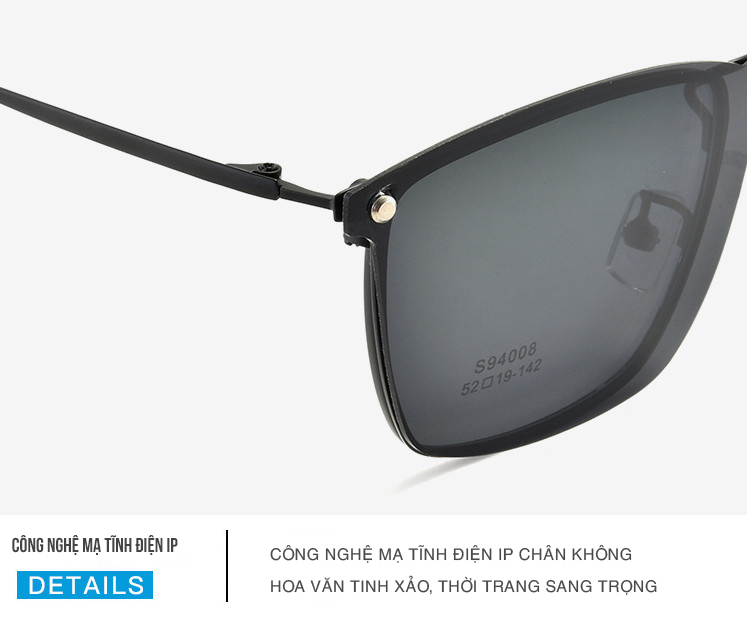 S94008
52□19-142
CÔNG NGHỆ MẠ TĨNH ĐIỆN IP
DETAILS
CÔNG NGHỆ MẠ TĨNH ĐIỆN IP CHÂN KHÔNG
HOA VĂN TINH XẢO, THỜI TRANG SANG TRỌNG